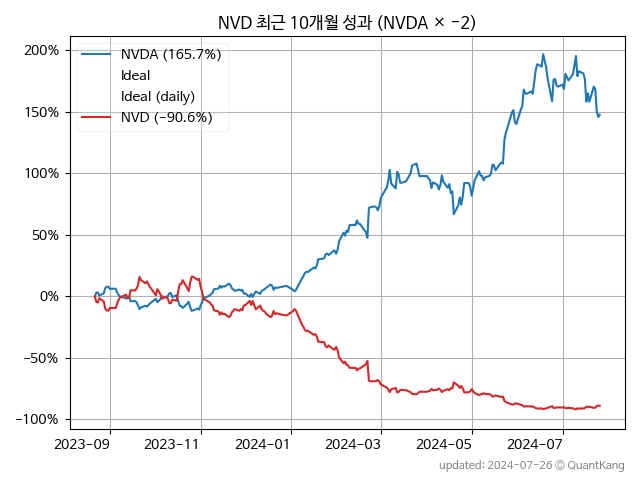 NVD 최근 10개월 성과 (NVDA × −2)
200%
150%
100%
50%
0%
−50%
−100%
NVDA (165.7%)
Ideal
Ideal (daily)
NVD (−90.6%)
2023-09
2023-11
2024-01
2024-03
2024-05
2024-07
updated: 2024-07-26 © QuantKang